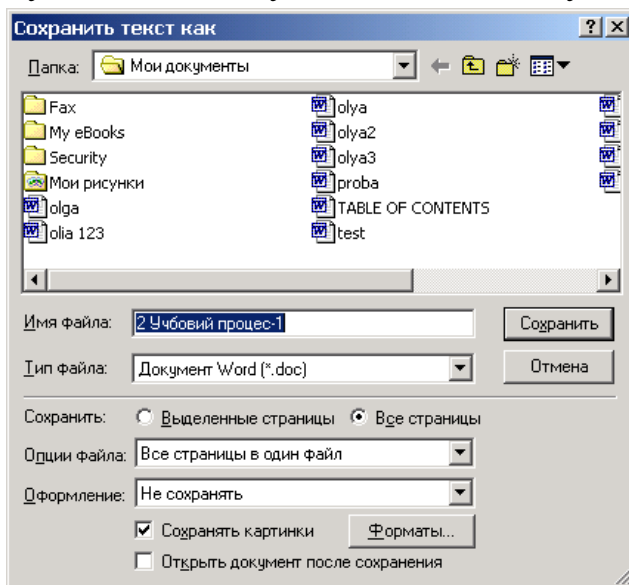 Сохранить текст как
Папка: Мои документы
Fax
My eBooks
Security
Мои рисунки
olga
olia 123
olya
olya2
olya3
proba
TABLE OF CONTENTS
test
Имя файла: 2 Учбовий процес-1 Сохранить
Тип файла: Документ Word (*.doc) Отмена
Сохранить: Выделенные страницы Все страницы
Опции файла: Все страницы в один файл
Оформление: Не сохранять
Сохранять картинки Форматы...
Открыть документ после сохранения